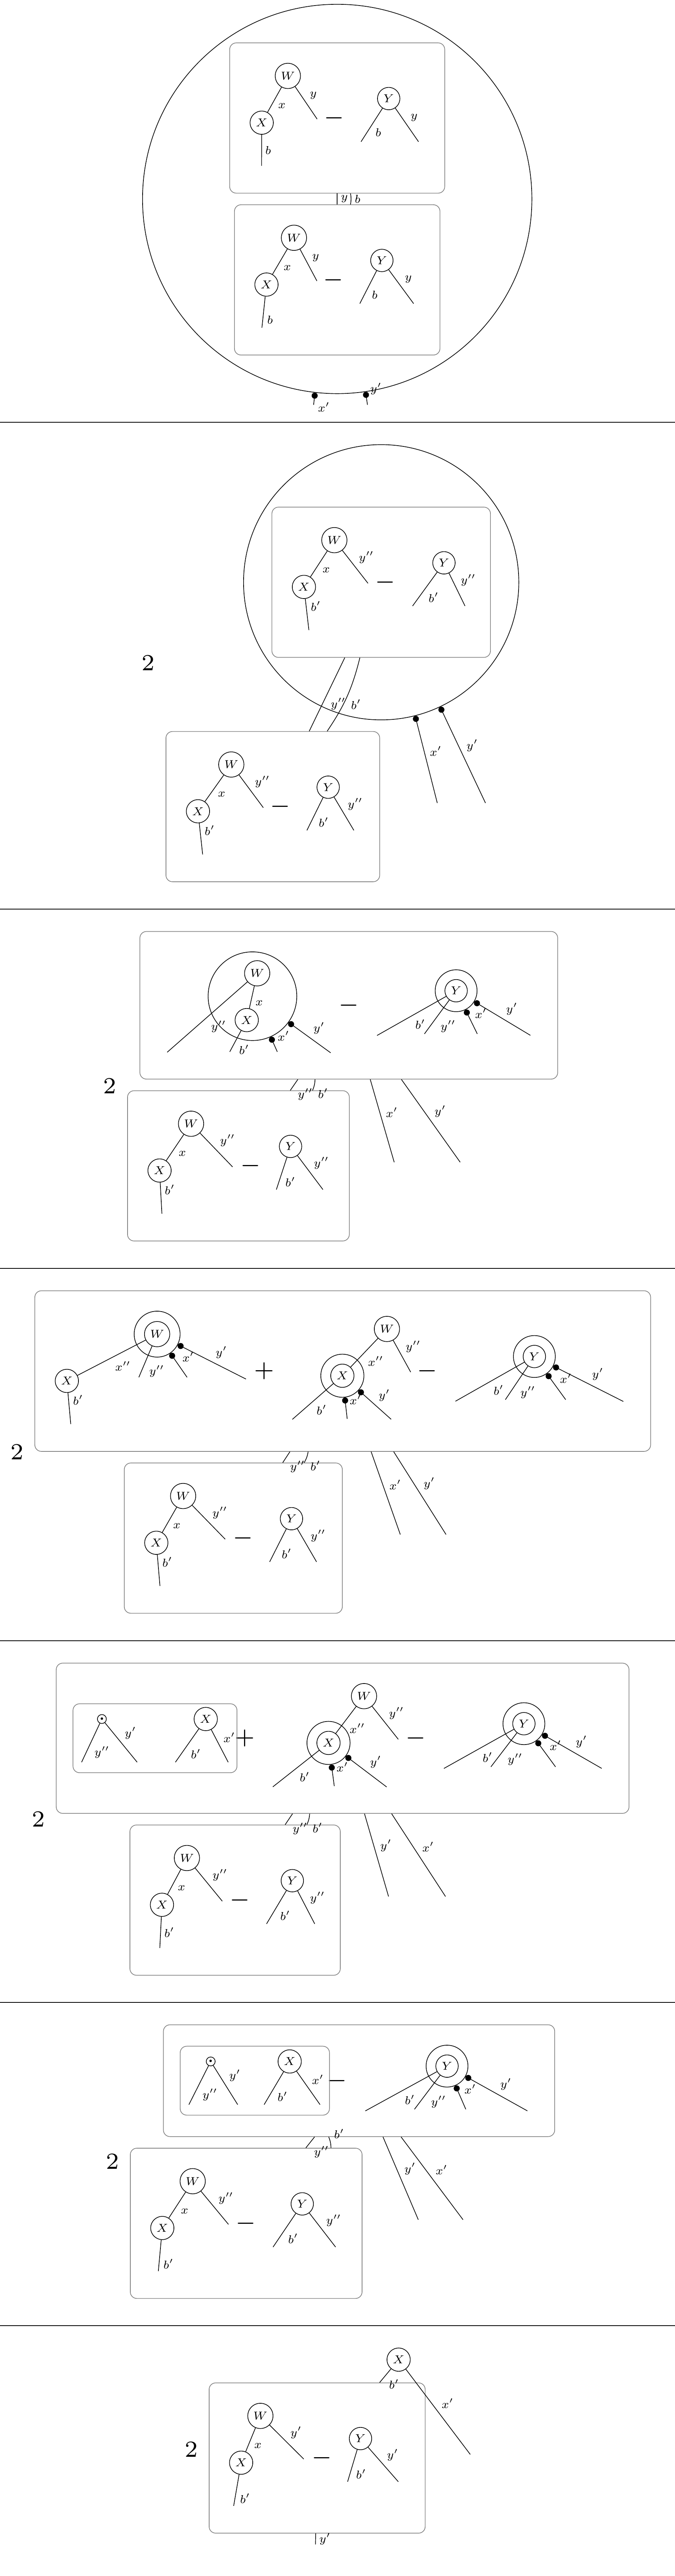 W
x y
X − Y
b b y
y b
W
x y
X − Y
b b y
x' y'
W
x y''
X − Y
b' b' y''
2
y'' b'
x' y'
W
x y''
X − Y
b' b' y''
W
x
X − Y
y'' b' x' y' b' y'' x' y'
2
y'' b' x' y'
W
x y''
X − Y
b' b' y''
W + W − Y
x'' y'' x' y' x'' y''
X X
b' b' x' y' b' y'' x' y'
2
y'' b' x' y'
W
x y''
X − Y
b' b' y''
W
X + x'' y'' − Y
y'' y' b' x' X
b' x' y' b' y'' x' y'
2
y'' b' y' x'
W
x y''
X − Y
b' b' y''
X − Y
y'' y' b' x' b' y'' x' y'
2
y'' b' y' x'
W
x y''
X − Y
b' b' y''
X
b' x'
2
W
x y'
X − Y
b' b' y'
y'